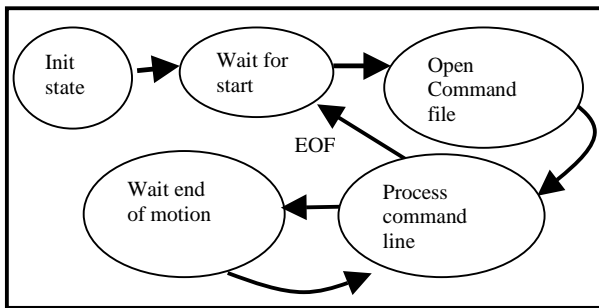 Init
state
Wait for
start
Open
Command
file
EOF
Wait end
of motion
Process
command
line